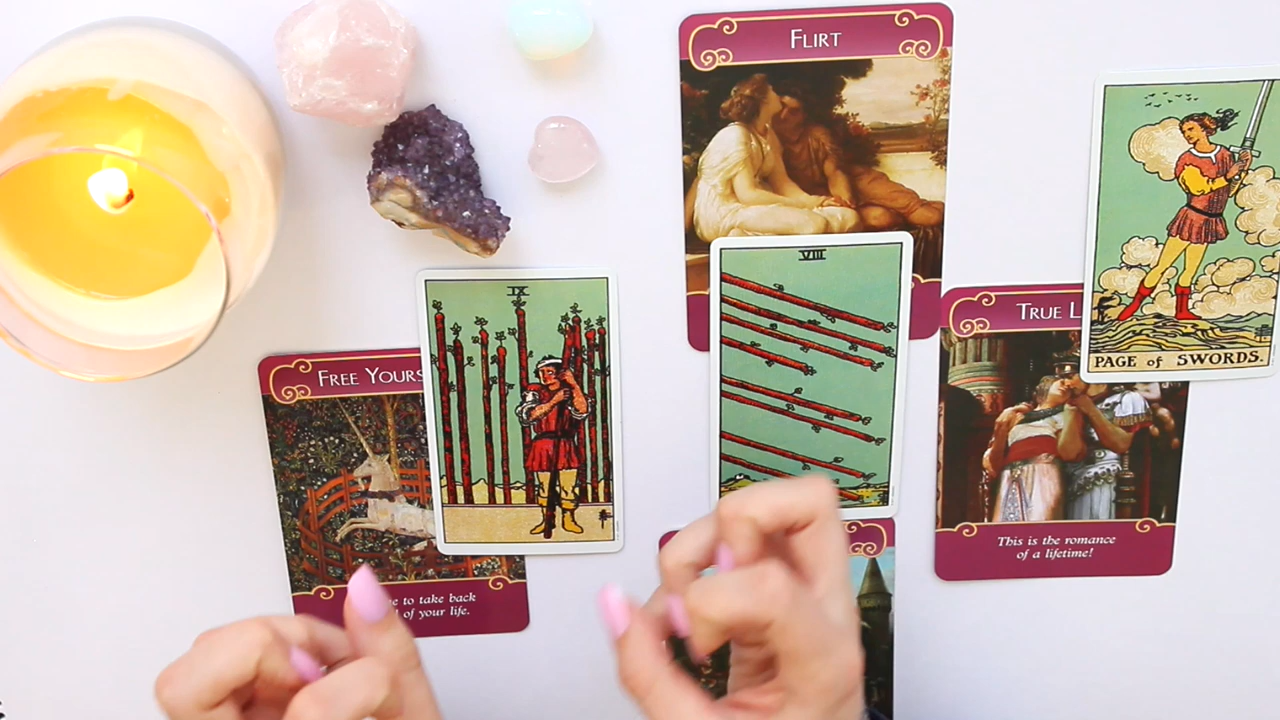 FLIRT
VIII
TRUE L
PAGE of SWORDS.
This is the romance
of a lifetime!
IX
FREE YOURS
to take back
of your life.